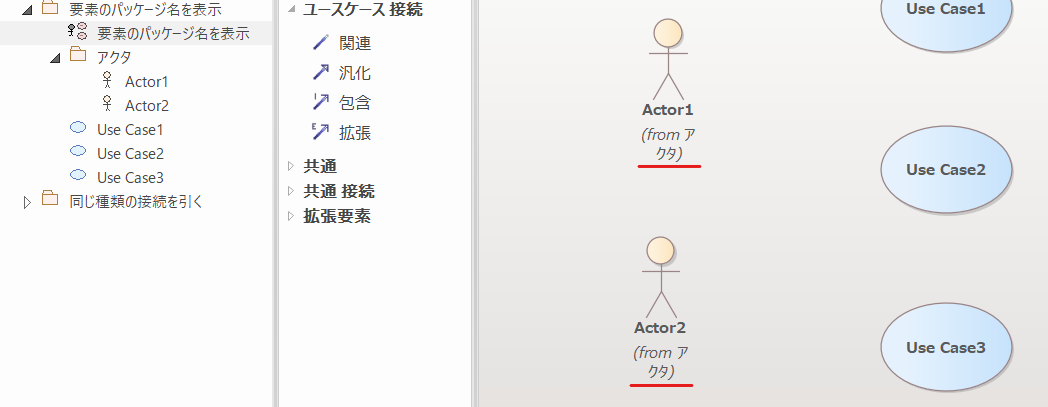 要素のパッケージ名を表示
要素のパッケージ名を表示
アクタ
Actor1
Actor2
Use Case1
Use Case2
Use Case3
同じ種類の接続を引く
ユースケース 接続
関連
汎化
包含
拡張
共通
共通 接続
拡張要素
Actor1
(from ア
クタ)
Actor2
(from ア
クタ)
Use Case1
Use Case2
Use Case3